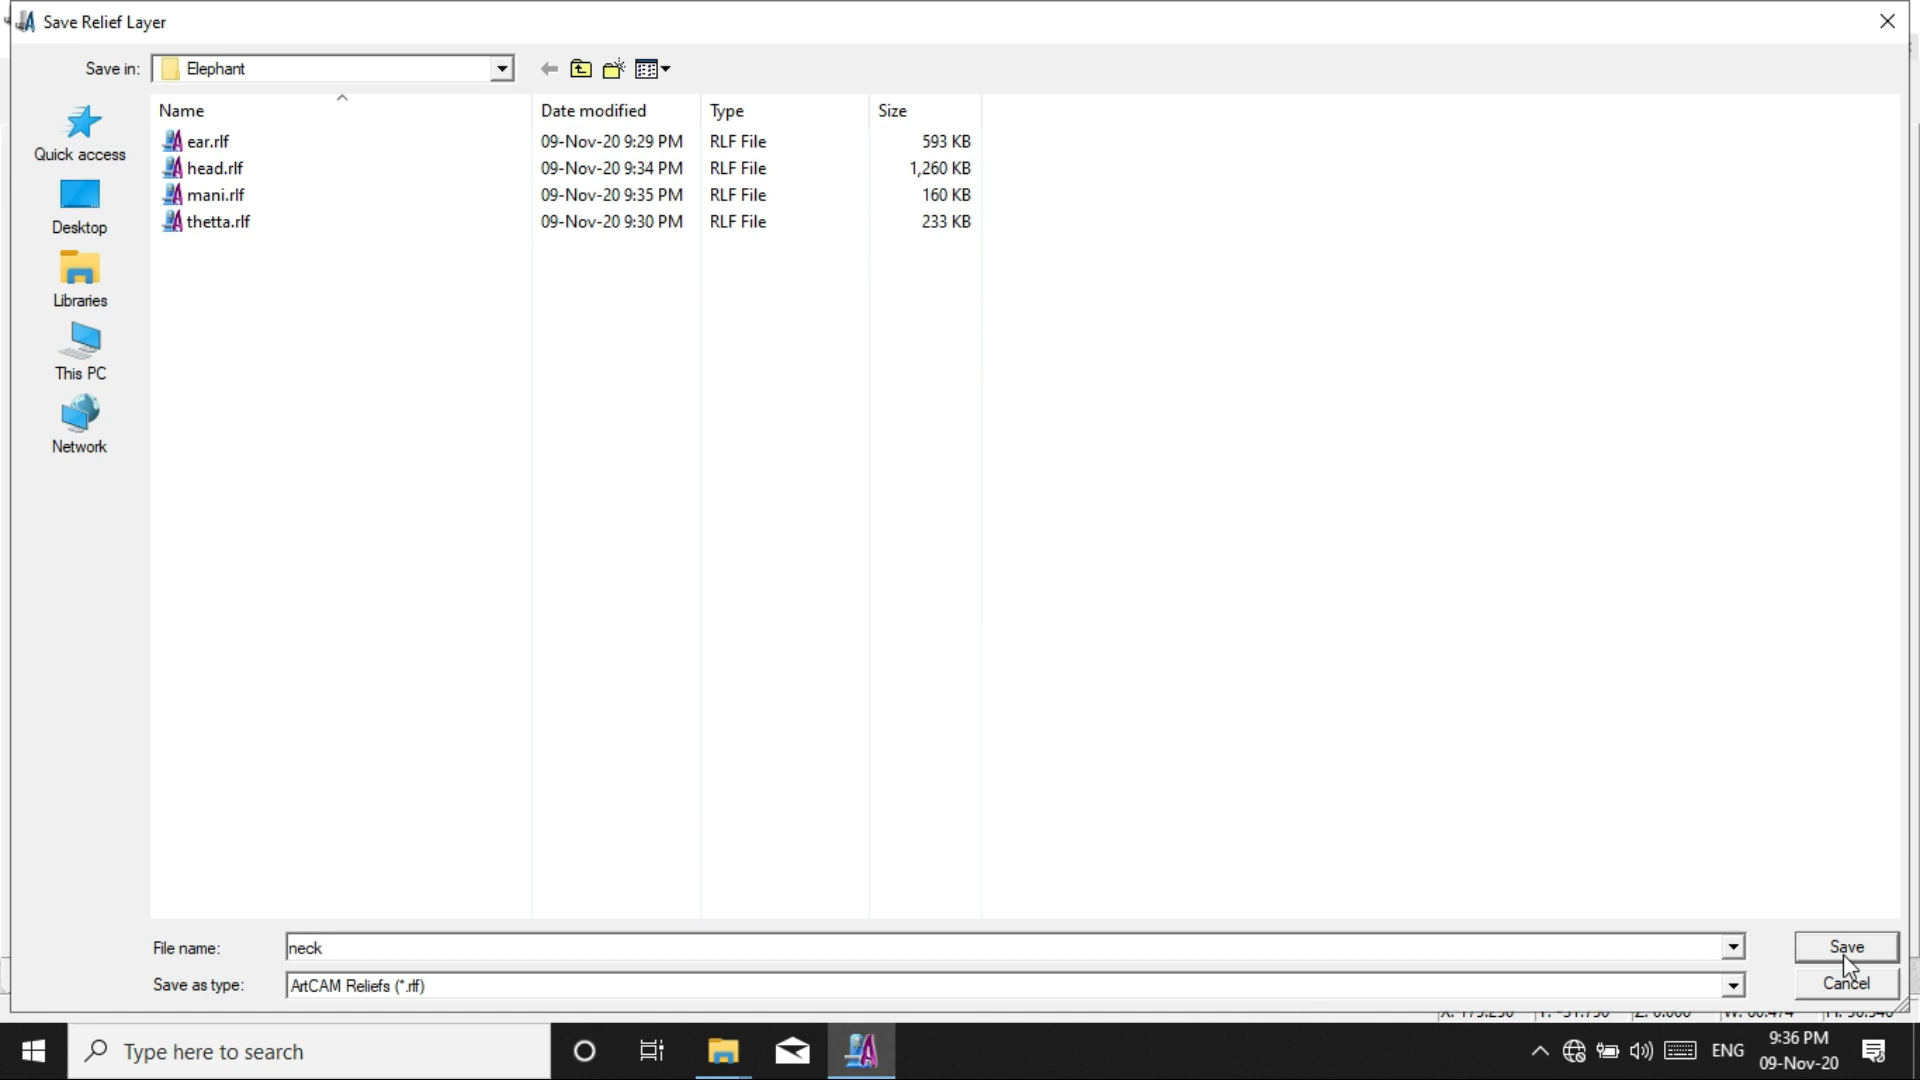 Save Relief Layer
Save in: Elephant
Name Date modified Type Size
ear.rlf 09-Nov-20 9:29 PM RLF File 593 KB
head.rlf 09-Nov-20 9:34 PM RLF File 1,260 KB
mani.rlf 09-Nov-20 9:35 PM RLF File 160 KB
thetta.rlf 09-Nov-20 9:30 PM RLF File 233 KB
Quick access
Desktop
Libraries
This PC
Network
File name: neck Save
Save as type: ArtCAM Reliefs (*.rlf) Cancel
Type here to search ENG 9:36 PM
09-Nov-20